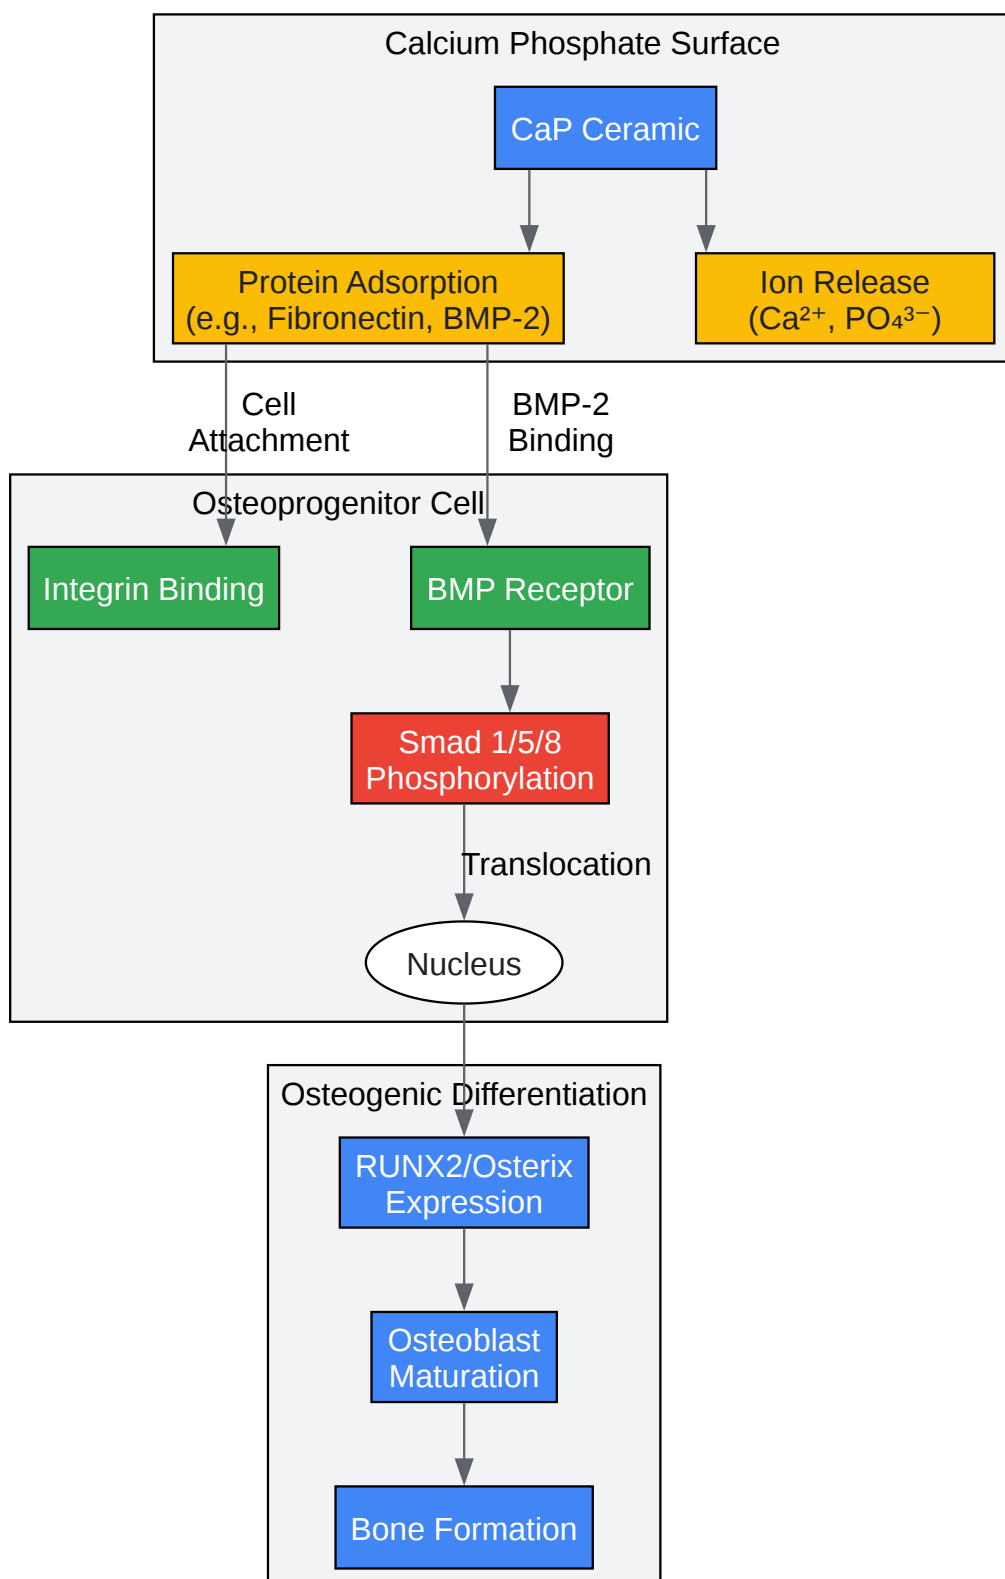 Calcium Phosphate Surface
CaP Ceramic
Protein Adsorption
(e.g., Fibronectin, BMP-2)
Ion Release
(Ca²⁺, PO₄³⁻)
Cell
Attachment
BMP-2
Binding
Osteoprogenitor Cell
Integrin Binding
BMP Receptor
Smad 1/5/8
Phosphorylation
Translocation
Nucleus
Osteogenic Differentiation
RUNX2/Osterix
Expression
Osteoblast
Maturation
Bone Formation